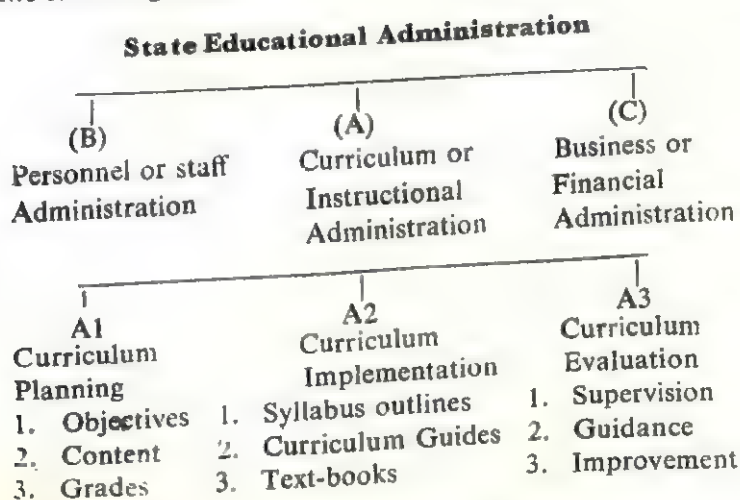 State Educational Administration
(B)
Personnel or staff
Administration
(A)
Curriculum or
Instructional
Administration
(C)
Business or
Financial
Administration
A1
Curriculum
Planning
1. Objectives
2. Content
3. Grades
A2
Curriculum
Implementation
1. Syllabus outlines
2. Curriculum Guides
3. Text-books
A3
Curriculum
Evaluation
1. Supervision
2. Guidance
3. Improvement